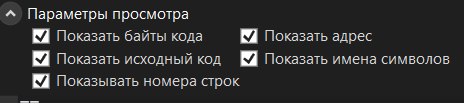 Параметры просмотра
Показать байты кода Показать адрес
Показать исходный код Показать имена символов
Показывать номера строк